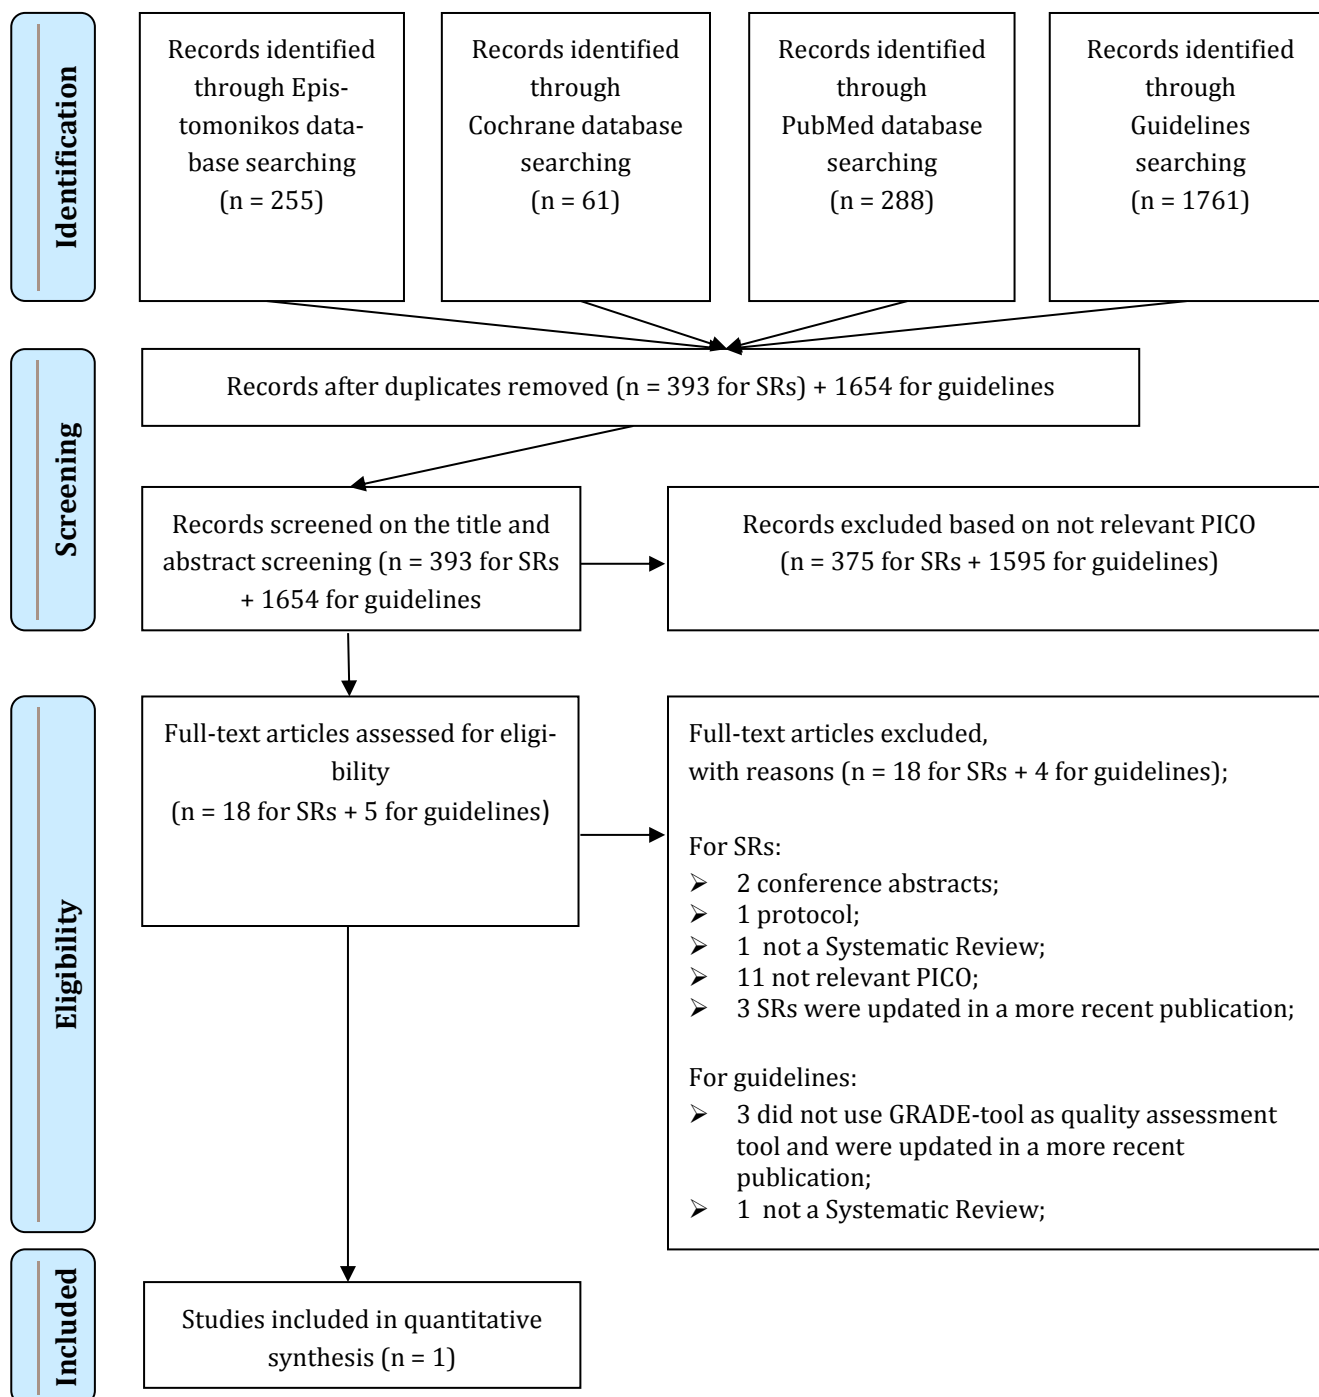 Identification
Records identified
through Epis-
tomonikos data-
base searching
(n = 255)
Records identified
through
Cochrane database
searching
(n = 61)
Records identified
through
PubMed database
searching
(n = 288)
Records identified
through
Guidelines
searching
(n = 1761)
Screening
Records after duplicates removed (n = 393 for SRs) + 1654 for guidelines
Records screened on the title and
abstract screening (n = 393 for SRs
+ 1654 for guidelines
Records excluded based on not relevant PICO
(n = 375 for SRs + 1595 for guidelines)
Eligibility
Full-text articles assessed for eligi-
bility
(n = 18 for SRs + 5 for guidelines)
Full-text articles excluded,
with reasons (n = 18 for SRs + 4 for guidelines);
For SRs:
➢ 2 conference abstracts;
➢ 1 protocol;
➢ 1 not a Systematic Review;
➢ 11 not relevant PICO;
➢ 3 SRs were updated in a more recent publication;
For guidelines:
➢ 3 did not use GRADE-tool as quality assessment
tool and were updated in a more recent
publication;
➢ 1 not a Systematic Review;
Included
Studies included in quantitative
synthesis (n = 1)